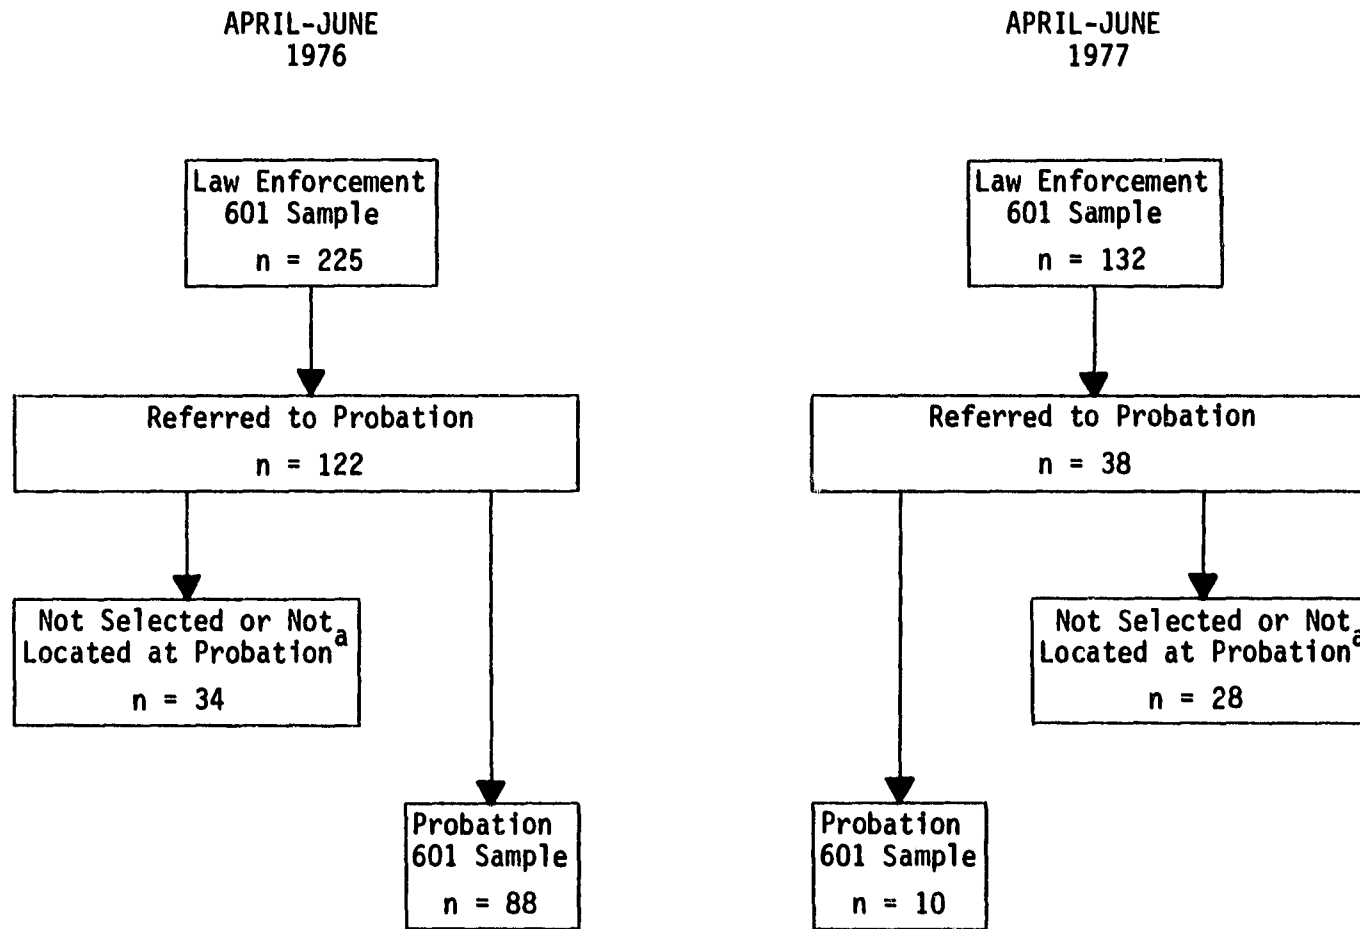 APRIL-JUNE
1976
Law Enforcement
601 Sample
n = 225
Referred to Probation
n = 122
Not Selected or Not
Located at Probationa
n = 34
Probation
601 Sample
n = 88
APRIL-JUNE
1977
Law Enforcement
601 Sample
n = 132
Referred to Probation
n = 38
Not Selected or Not
Located at Probationa
n = 28
Probation
601 Sample
n = 10